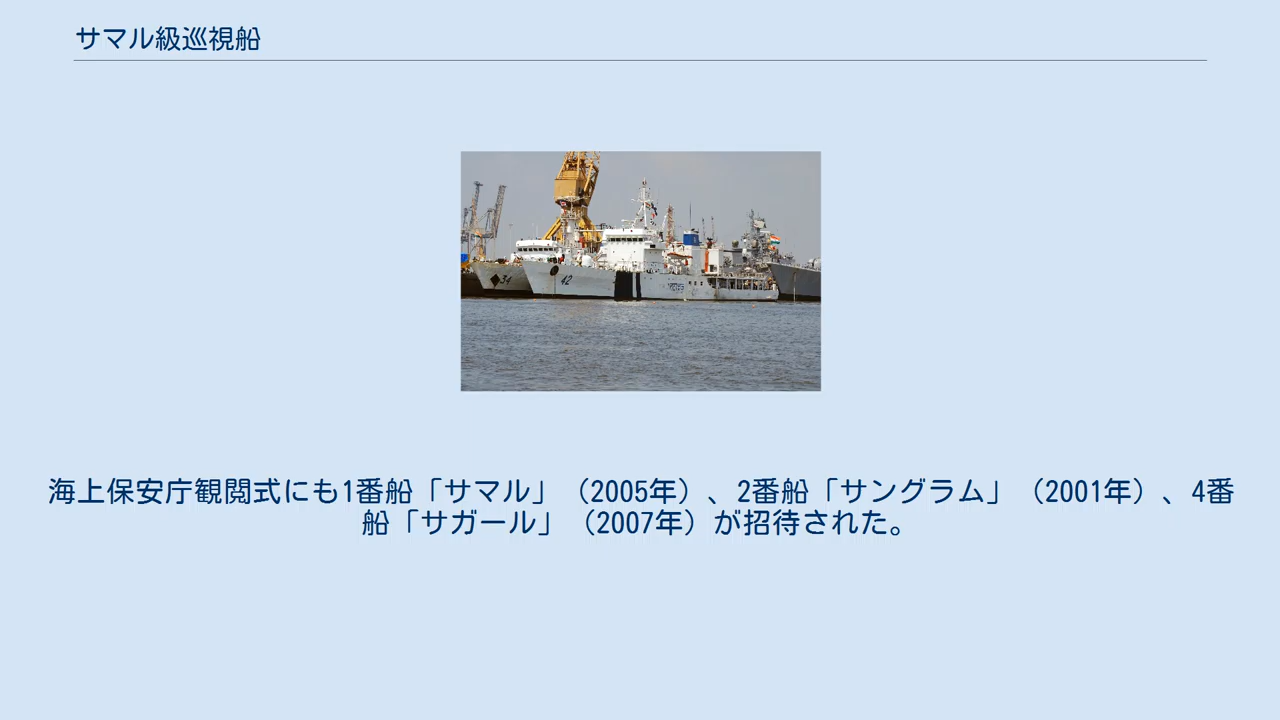 サマル級巡視船
34
42
海上保安庁観閲式にも1番船「サマル」（2005年）、2番船「サングラム」（2001年）、4番
船「サガール」（2007年）が招待された。